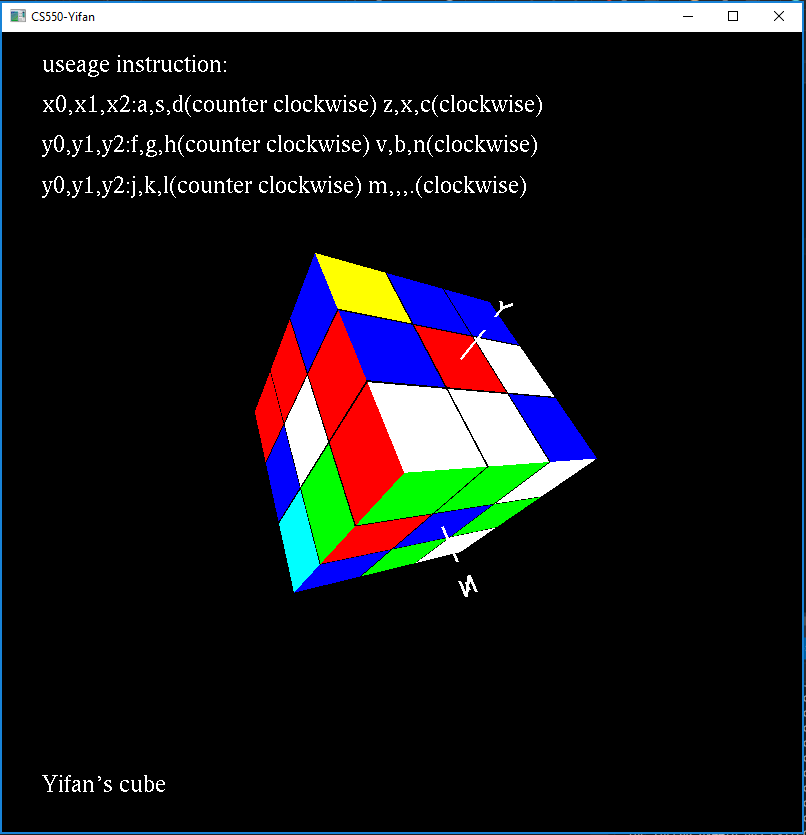 CS550-Yifan
useage instruction:
x0,x1,x2:a,s,d(counter clockwise) z,x,c(clockwise)
y0,y1,y2:f,g,h(counter clockwise) v,b,n(clockwise)
y0,y1,y2:j,k,l(counter clockwise) m,,,.(clockwise)
Y
Z
Yifan's cube